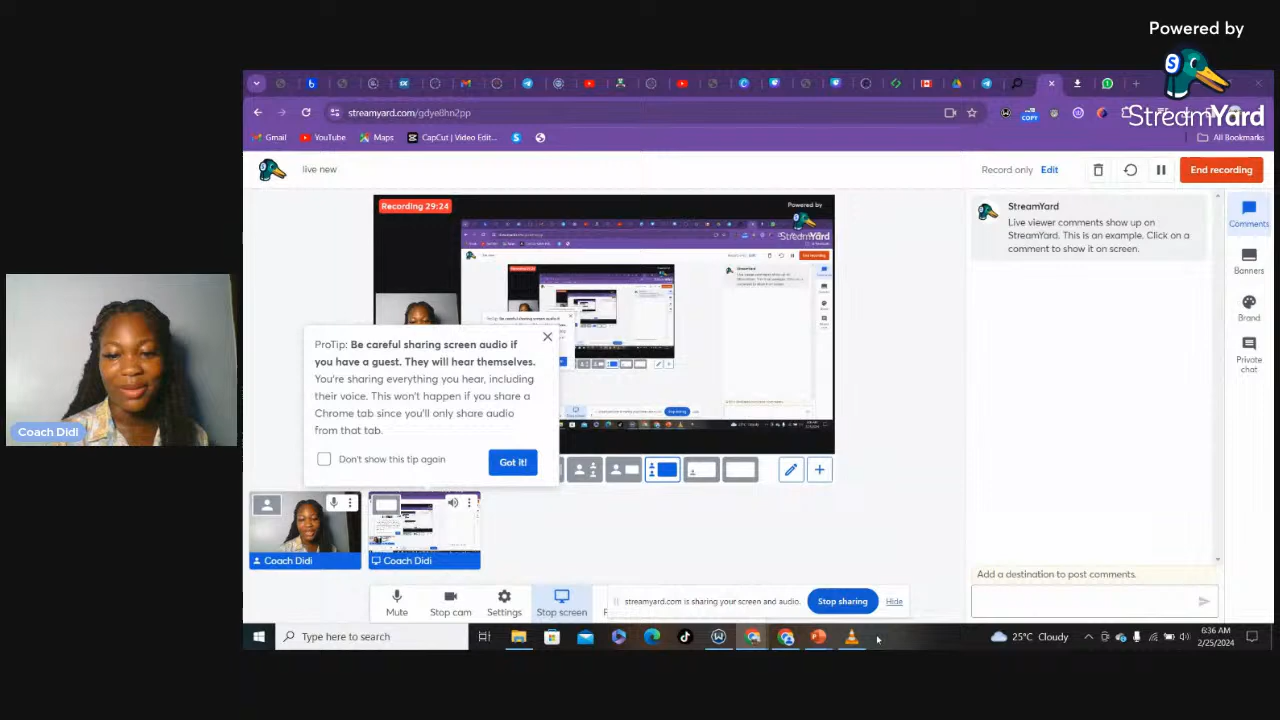 Powered by
StreamYard
streamyard.com/gdye8hn2pp
COPY
Gmail
YouTube
Maps
CapCut | Video Edit...
All Bookmarks
live new
Record only
Edit
End recording
Recording 29:24
Powered by
StreamYard
StreamYard
Live viewer comments show up on
StreamYard. This is an example. Click on a
comment to show it on screen.
Comments
Banners
Brand
Private
chat
ProTip: Be careful sharing screen audio if
you have a guest. They will hear themselves.
You're sharing everything you hear, including
their voice. This won't happen if you share a
Chrome tab since you'll only share audio
from that tab.
Don't show this tip again
Got it!
Coach Didi
Coach Didi
Coach Didi
Add a destination to post comments.
Mute
Stop cam
Settings
Stop screen
streamyard.com is sharing your screen and audio.
Stop sharing
Hide
Type here to search
25°C Cloudy
6:36 AM
2/25/2024